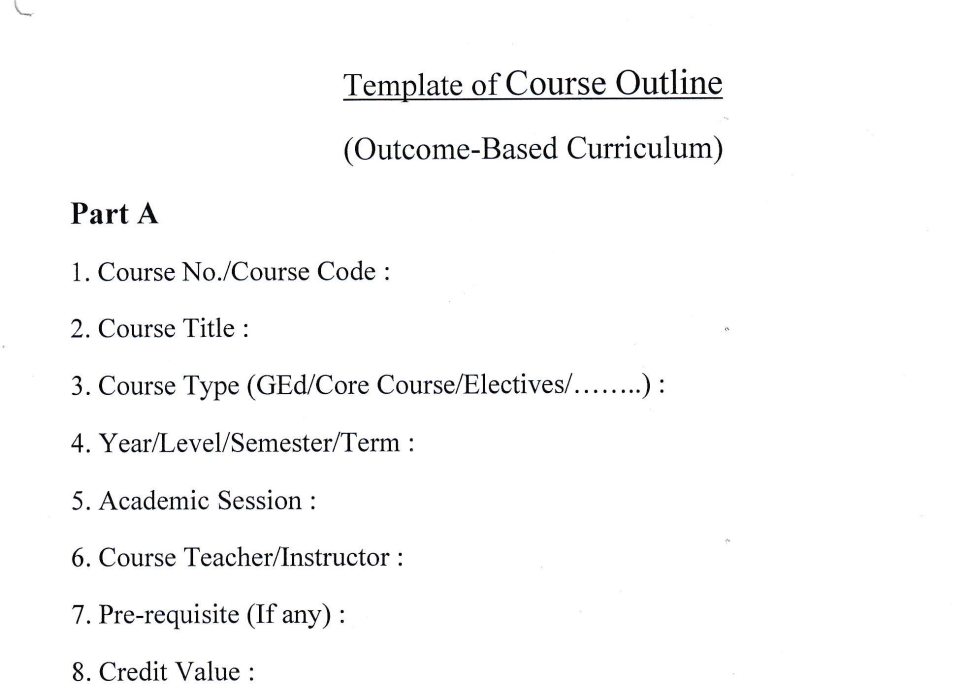 Template of Course Outline
(Outcome-Based Curriculum)
Part A
1. Course No./Course Code :
2. Course Title :
3. Course Type (GEd/Core Course/Electives/........) :
4. Year/Level/Semester/Term :
5. Academic Session :
6. Course Teacher/Instructor :
7. Pre-requisite (If any) :
8. Credit Value :